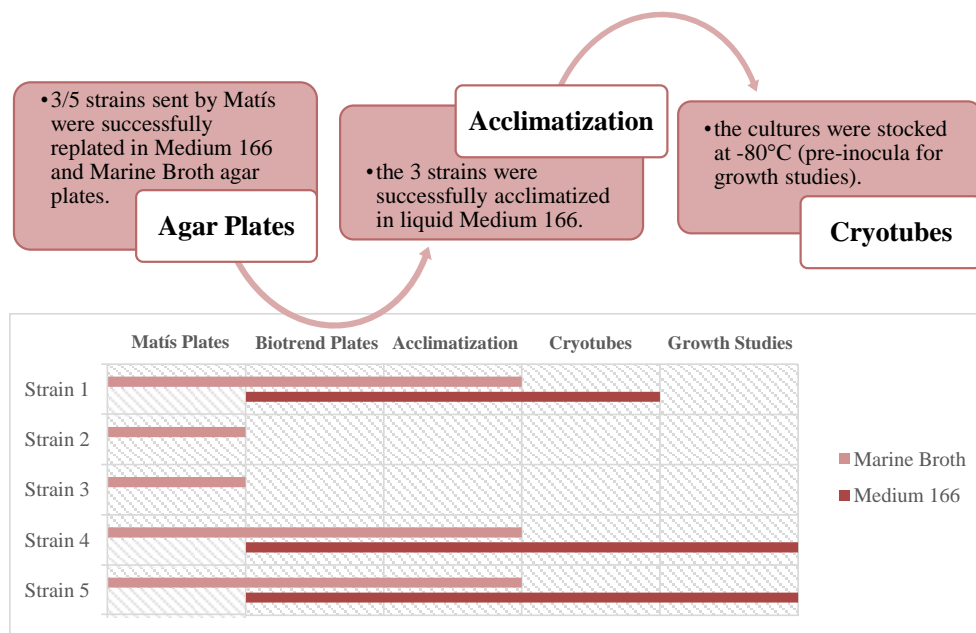 •3/5 strains sent by Matís
were successfully
replated in Medium 166
and Marine Broth agar
plates.
Agar Plates
Acclimatization
•the 3 strains were
successfully acclimatized
in liquid Medium 166.
•the cultures were stocked
at -80°C (pre-inocula for
growth studies).
Cryotubes
Matís Plates Biotrend Plates Acclimatization Cryotubes Growth Studies
Strain 1
Strain 2
Strain 3
Strain 4
Strain 5
Marine Broth
Medium 166